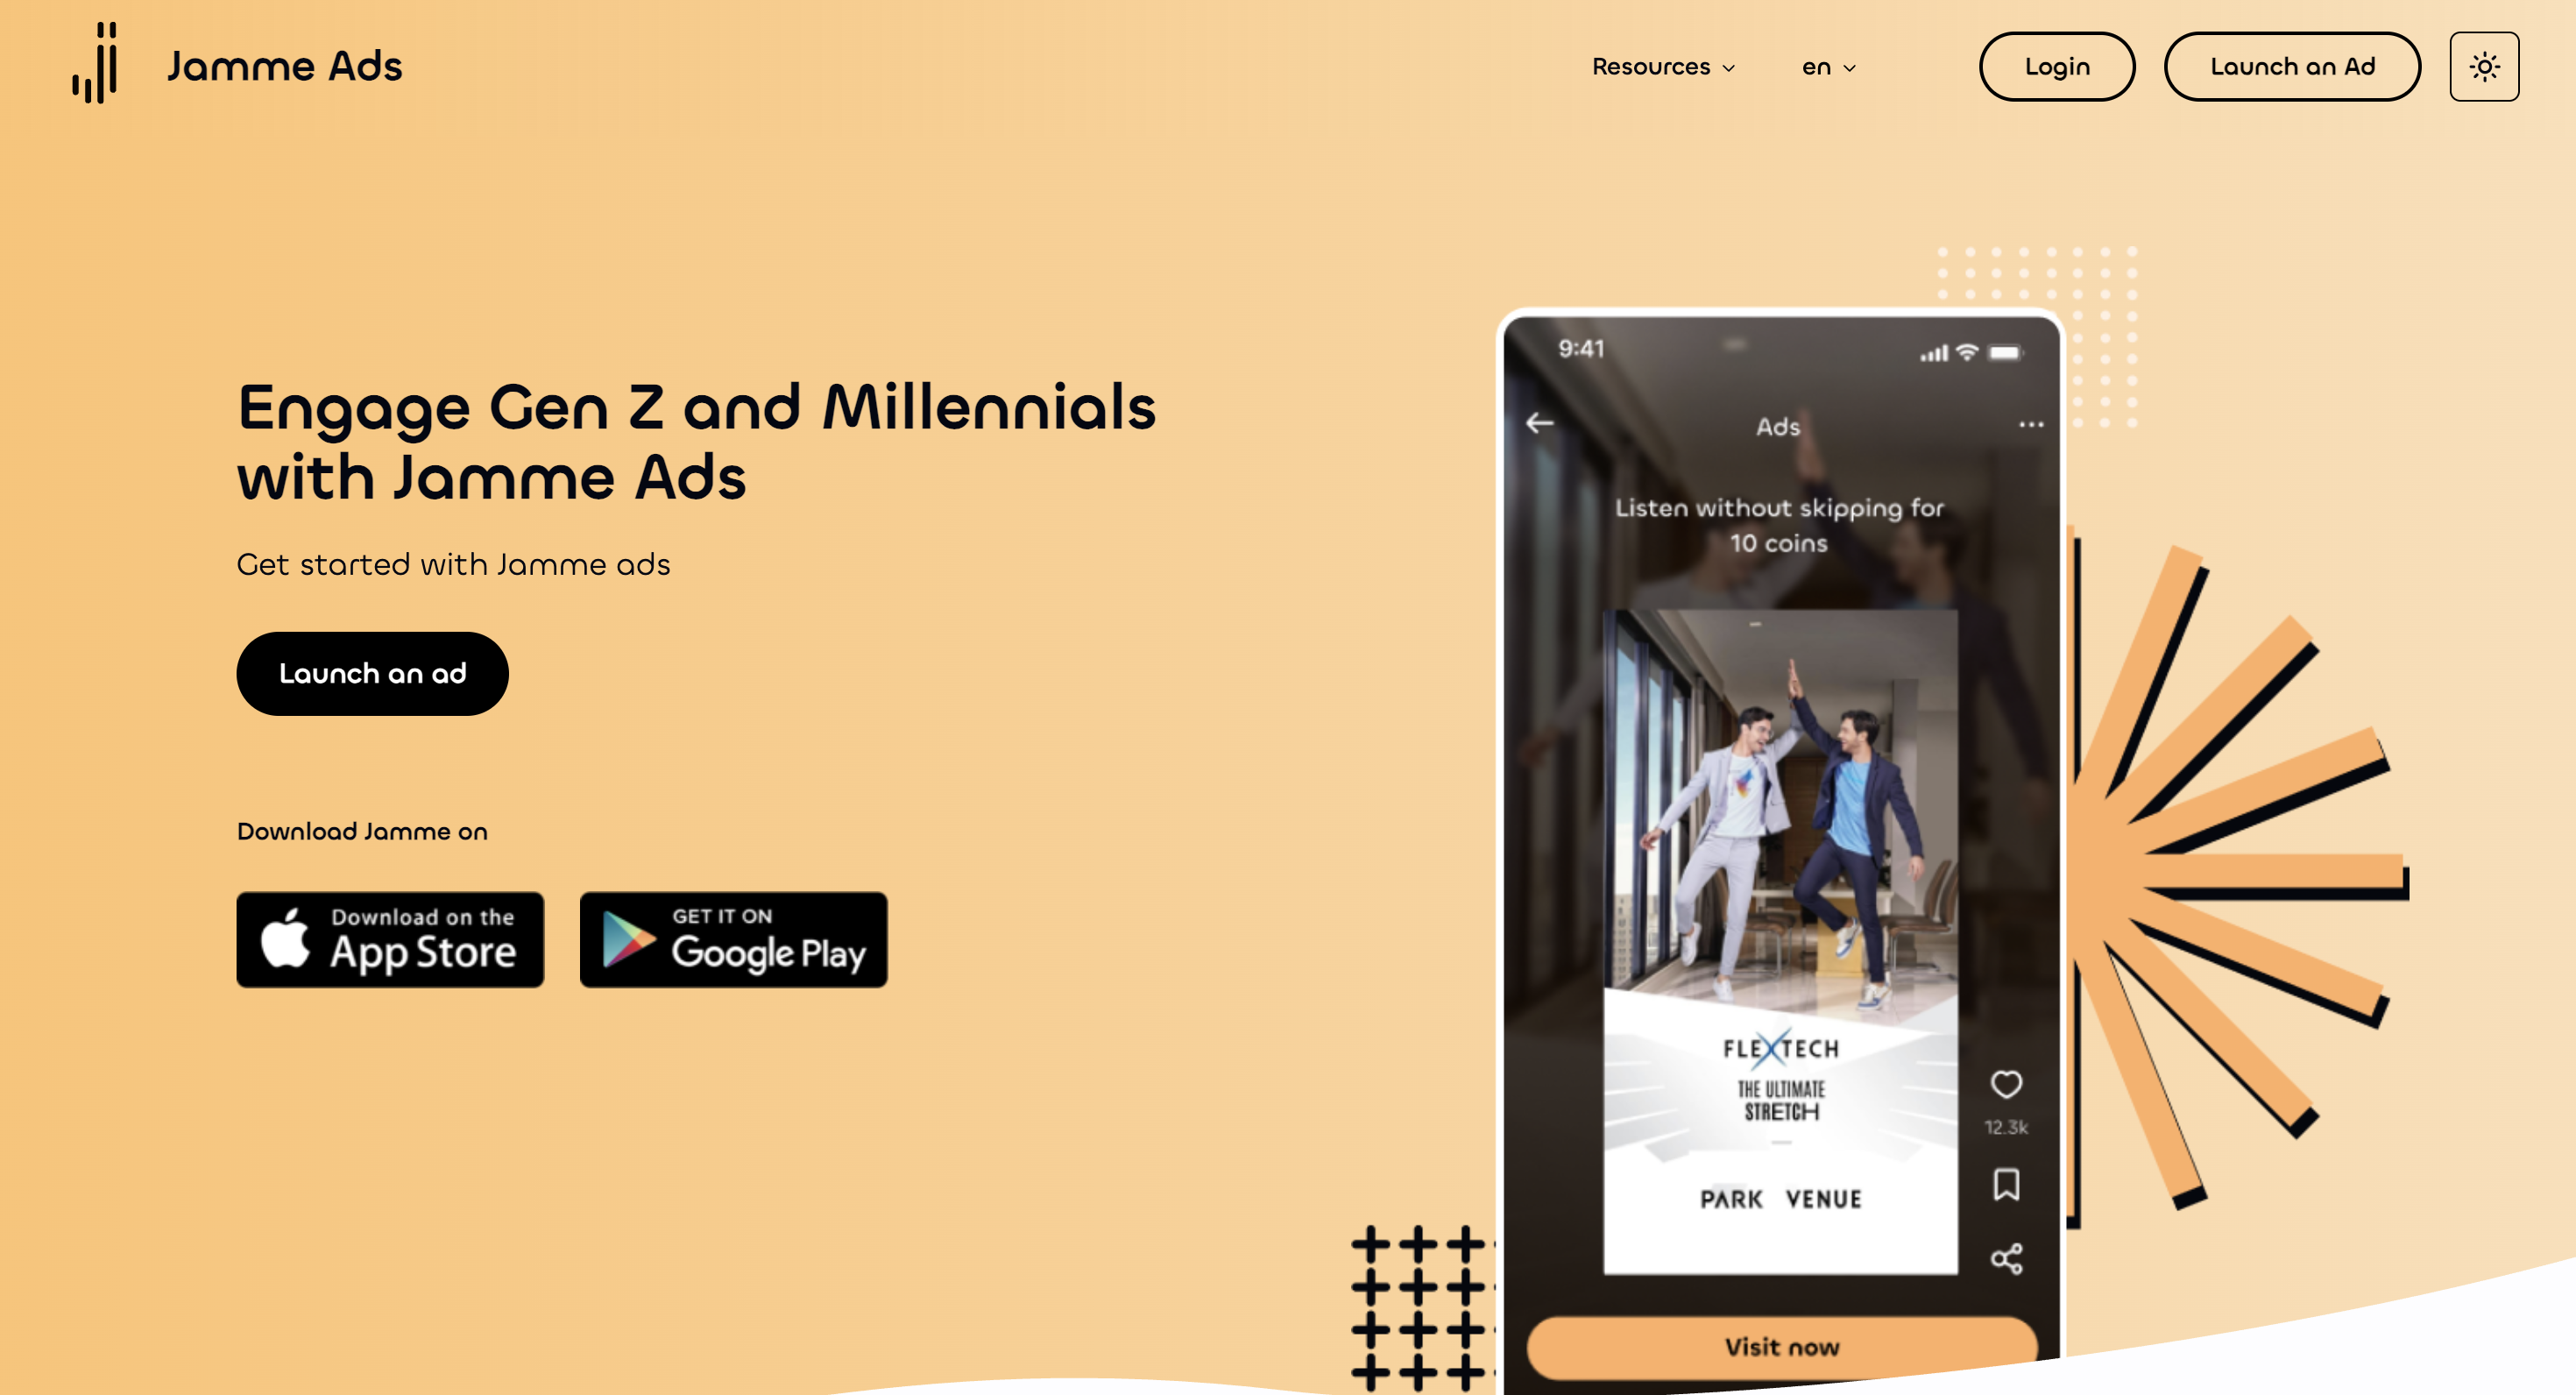 Jamme Ads
Resources
en
Login
Launch an Ad
Engage Gen Z and Millennials
with Jamme Ads
Get started with Jamme ads
Launch an ad
Download Jamme on
Download on the
App Store
GET IT ON
Google Play
9:41
Ads
Listen without skipping for
10 coins
FLEXTECH
THE ULTIMATE
STRETCH
PARK VENUE
12.3k
Visit now